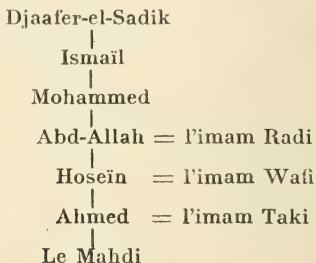 Djaafer-el-Sadik
Ismaïl
Mohammed
Abd-Allah = l'imam Radi
Hoseïn = l'imam Wafi
Ahmed = l'imam Taki
Le Mahdi